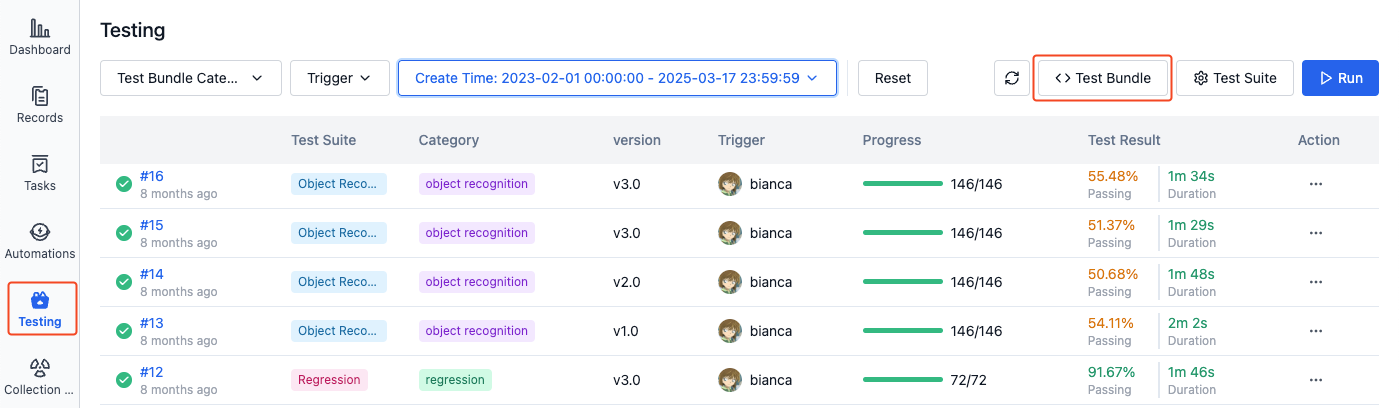 Dashboard
Records
Tasks
Automations
Testing
Collection ...
Testing
Test Bundle Cate... Trigger Create Time: 2023-02-01 00:00:00 - 2025-03-17 23:59:59 Reset Test Bundle Test Suite Run
Test Suite Category version Trigger Progress Test Result Action
#16 Object Reco... object recognition v3.0 bianca 146/146 55.48% 1m 34s
8 months ago Passing Duration
#15 Object Reco... object recognition v3.0 bianca 146/146 51.37% 1m 29s
8 months ago Passing Duration
#14 Object Reco... object recognition v2.0 bianca 146/146 50.68% 1m 48s
8 months ago Passing Duration
#13 Object Reco... object recognition v1.0 bianca 146/146 54.11% 2m 2s
8 months ago Passing Duration
#12 Regression regression v3.0 bianca 72/72 91.67% 1m 46s
8 months ago Passing Duration